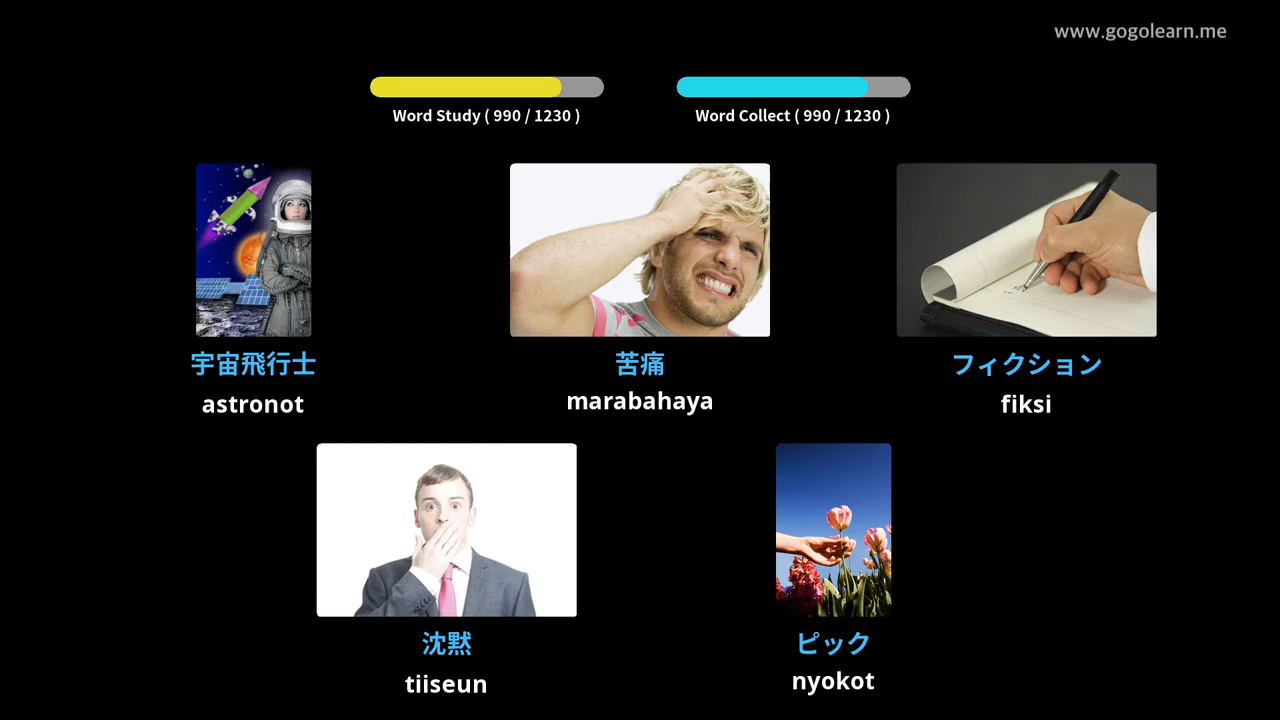 www.gogolearn.me
Word Study ( 990 / 1230 )
Word Collect ( 990 / 1230 )
宇宙飛行士
astronot
苦痛
marabahaya
フィクション
fiksi
沈黙
tiiseun
ピック
nyokot